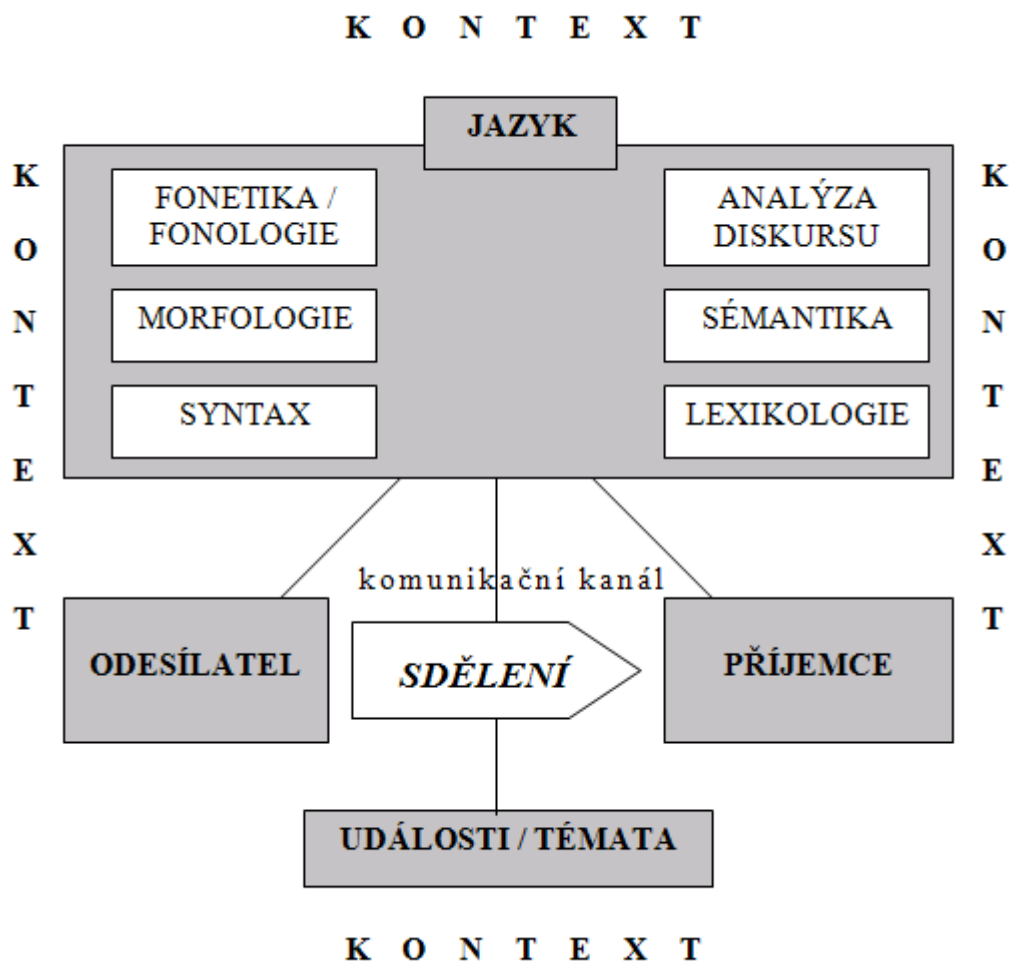 K O N T E X T
JAZYK
K O N T E X T
FONETIKA /
FONOLOGIE
MORFOLOGIE
SYNTAX
ANALÝZA
DISKURSU
SÉMANTIKA
LEXIKOLOGIE
K O N T E X T
komunikační kanál
ODESÍLATEL
SDĚLENÍ
PŘÍJEMCE
UDÁLOSTI / TÉMATA
K O N T E X T